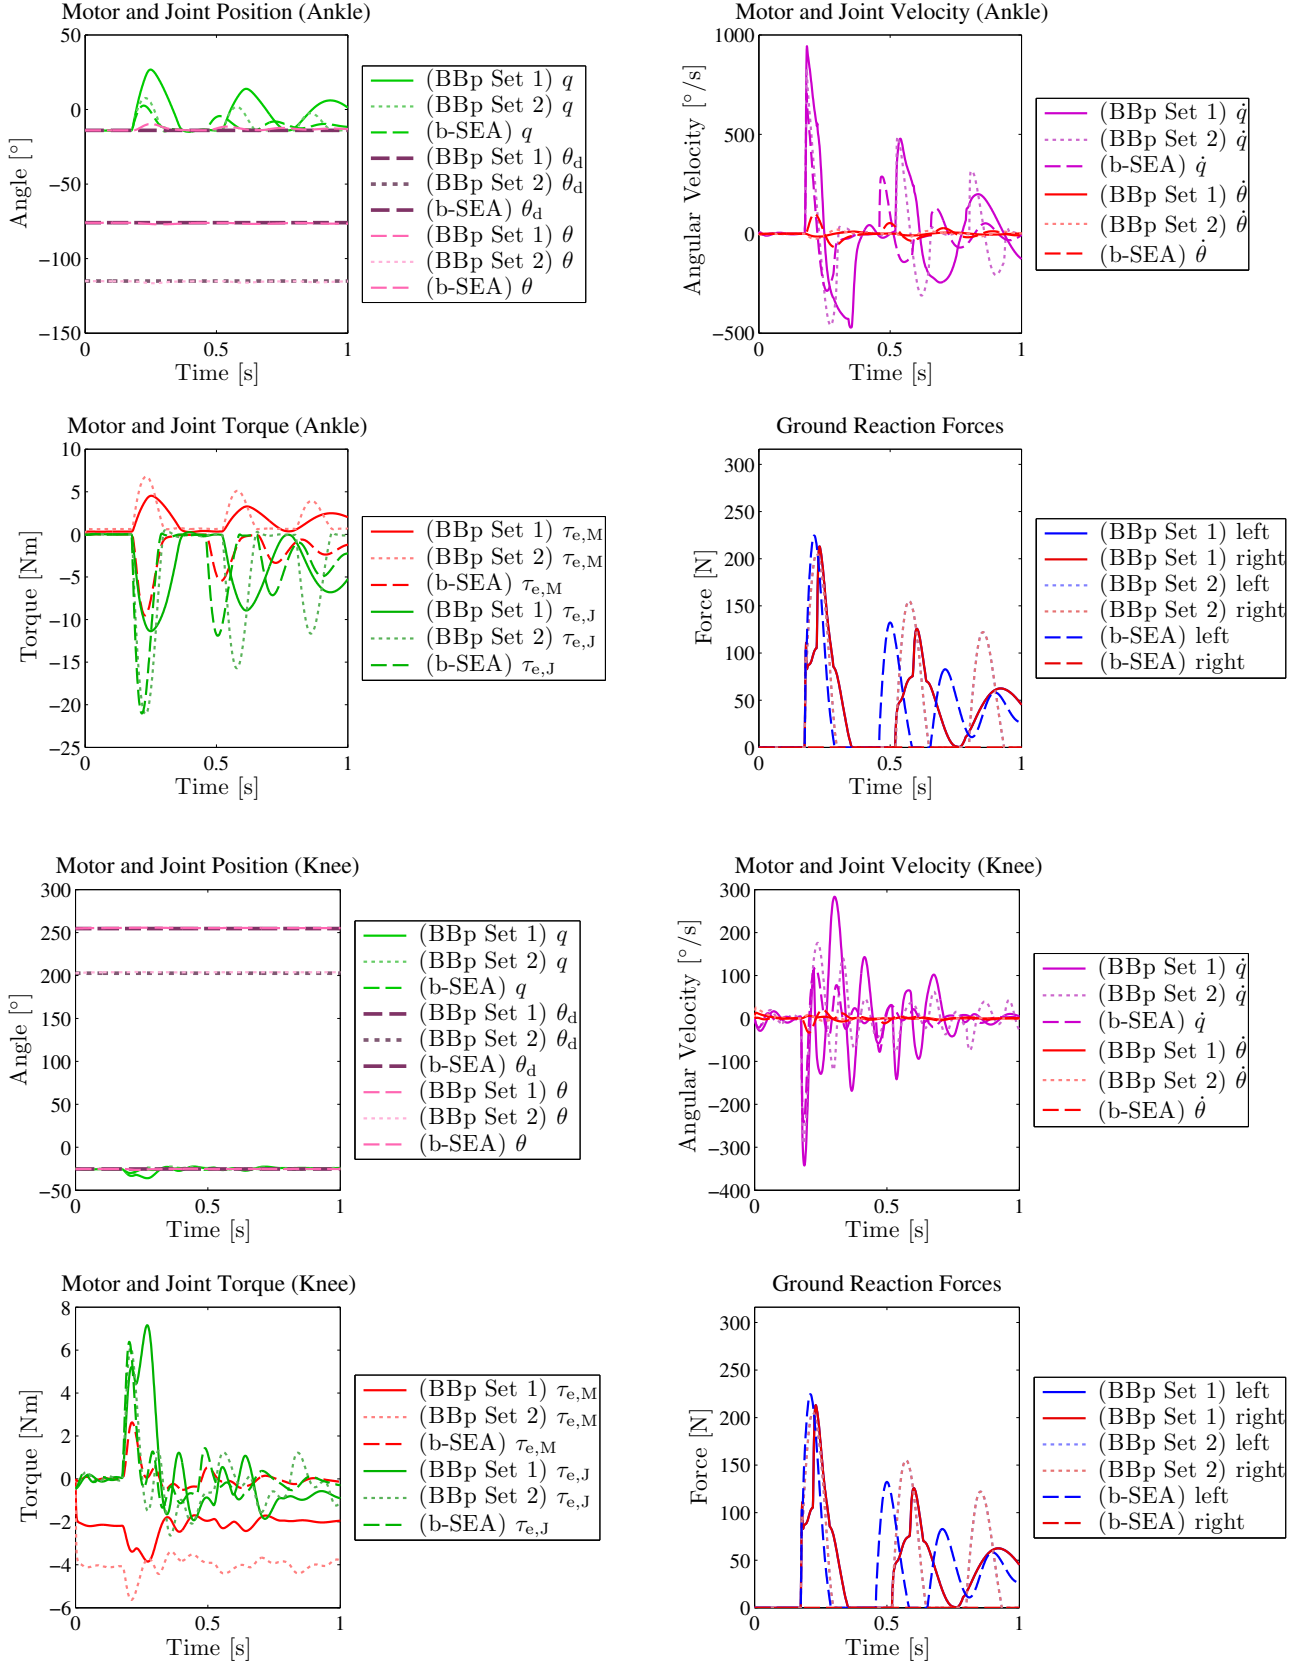 Motor and Joint Position (Ankle)
50
0
−50
−100
−150
Angle [°]
0
0.5
1
Time [s]
(BBp Set 1) q
(BBp Set 2) q
(b-SEA) q
(BBp Set 1) θd
(BBp Set 2) θd
(b-SEA) θd
(BBp Set 1) θ
(BBp Set 2) θ
(b-SEA) θ
Motor and Joint Velocity (Ankle)
1000
500
0
−500
Angular Velocity [°/s]
0
0.5
1
Time [s]
(BBp Set 1) q̇
(BBp Set 2) q̇
(b-SEA) q̇
(BBp Set 1) θ̇
(BBp Set 2) θ̇
(b-SEA) θ̇
Motor and Joint Torque (Ankle)
10
5
0
−5
−10
−15
−20
−25
Torque [Nm]
0
0.5
1
Time [s]
(BBp Set 1) τe,M
(BBp Set 2) τe,M
(b-SEA) τe,M
(BBp Set 1) τe,J
(BBp Set 2) τe,J
(b-SEA) τe,J
Ground Reaction Forces
300
250
200
150
100
50
0
Force [N]
0
0.5
1
Time [s]
(BBp Set 1) left
(BBp Set 1) right
(BBp Set 2) left
(BBp Set 2) right
(b-SEA) left
(b-SEA) right
Motor and Joint Position (Knee)
300
250
200
150
100
50
0
−50
Angle [°]
0
0.5
1
Time [s]
(BBp Set 1) q
(BBp Set 2) q
(b-SEA) q
(BBp Set 1) θd
(BBp Set 2) θd
(b-SEA) θd
(BBp Set 1) θ
(BBp Set 2) θ
(b-SEA) θ
Motor and Joint Velocity (Knee)
300
200
100
0
−100
−200
−300
−400
Angular Velocity [°/s]
0
0.5
1
Time [s]
(BBp Set 1) q̇
(BBp Set 2) q̇
(b-SEA) q̇
(BBp Set 1) θ̇
(BBp Set 2) θ̇
(b-SEA) θ̇
Motor and Joint Torque (Knee)
8
6
4
2
0
−2
−4
−6
Torque [Nm]
0
0.5
1
Time [s]
(BBp Set 1) τe,M
(BBp Set 2) τe,M
(b-SEA) τe,M
(BBp Set 1) τe,J
(BBp Set 2) τe,J
(b-SEA) τe,J
Ground Reaction Forces
300
250
200
150
100
50
0
Force [N]
0
0.5
1
Time [s]
(BBp Set 1) left
(BBp Set 1) right
(BBp Set 2) left
(BBp Set 2) right
(b-SEA) left
(b-SEA) right